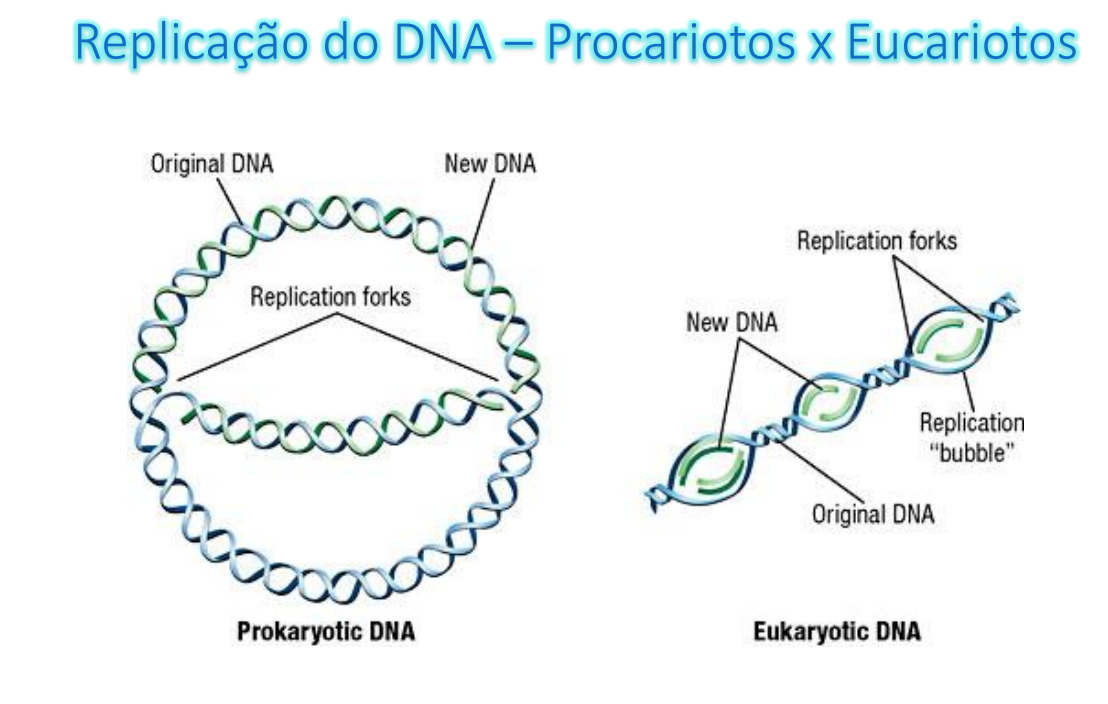 Replicação do DNA – Procariotos x Eucariotos
Original DNA
New DNA
Replication forks
Prokaryotic DNA
Replication forks
New DNA
Replication
“bubble”
Original DNA
Eukaryotic DNA